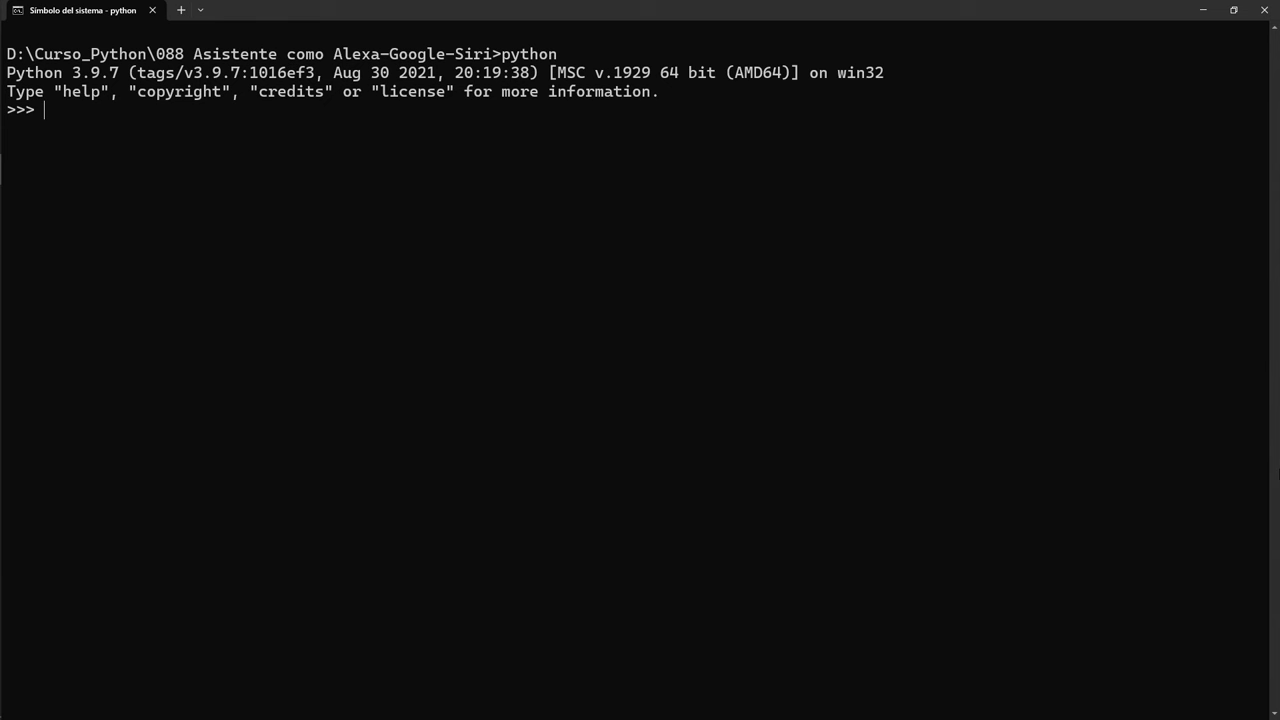 Símbolo del sistema - python
D:\Curso_Python\088 Asistente como Alexa-Google-Siri>python
Python 3.9.7 (tags/v3.9.7:1016ef3, Aug 30 2021, 20:19:38) [MSC v.1929 64 bit (AMD64)] on win32
Type "help", "copyright", "credits" or "license" for more information.
>>>